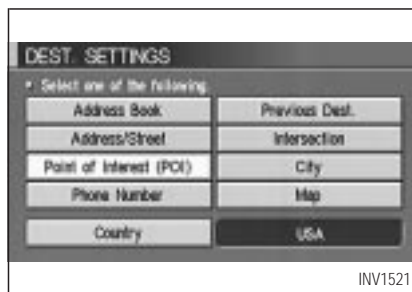 DEST. SETTINGS
• Select one of the following
Address Book
Previous Dest.
Address/Street
Intersection
Point of Interest (POI)
City
Phone Number
Map
Country
USA
INV1521